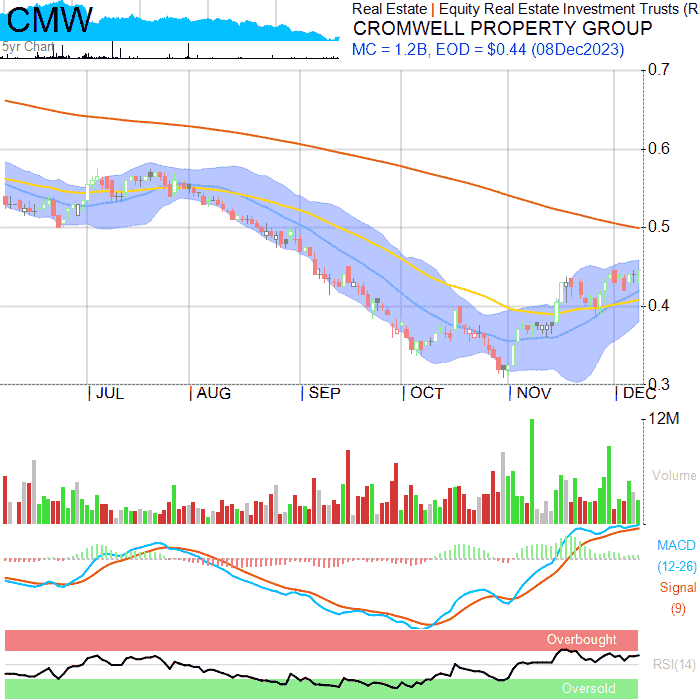 CMW
5yr Chart
Real Estate | Equity Real Estate Investment Trusts (R
CROMWELL PROPERTY GROUP
MC = 1.2B, EOD = $0.44 (08Dec2023)
0.7
0.6
0.5
0.4
0.3
JUL AUG SEP OCT NOV DEC
12M
Volume
MACD
(12-26)
Signal
(9)
Overbought
RSI(14)
Oversold